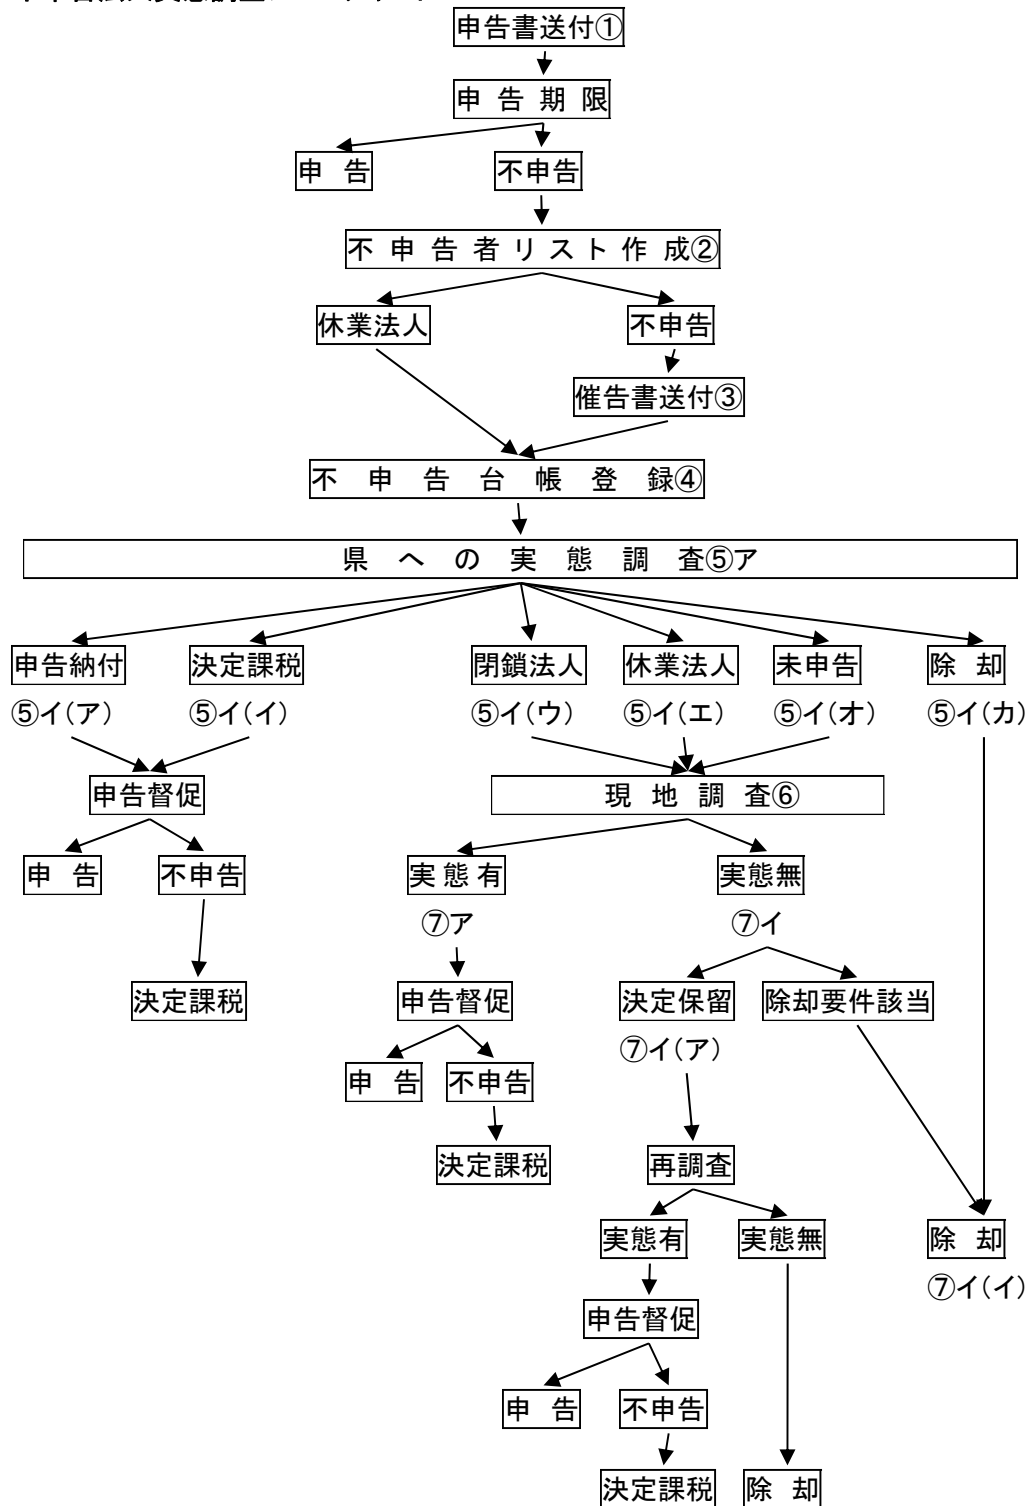 申告書送付①
申 告 期 限
申 告
不申告
不 申 告 者 リ ス ト 作 成②
休業法人
不申告
催告書送付③
不 申 告 台 帳 登 録④
県 へ の 実 態 調 査⑤ア
申告納付
決定課税
閉鎖法人
休業法人
未申告
除 却
⑤イ(ア)
⑤イ(イ)
⑤イ(ウ)
⑤イ(エ)
⑤イ(オ)
⑤イ(カ)
申告督促
現 地 調 査⑥
申 告
不申告
実態有
実態無
⑦ア
⑦イ
決定課税
申告督促
決定保留
除却要件該当
⑦イ(ア)
申 告
不申告
決定課税
再調査
実態有
実態無
除 却
⑦イ(イ)
申告督促
申 告
不申告
決定課税
除 却